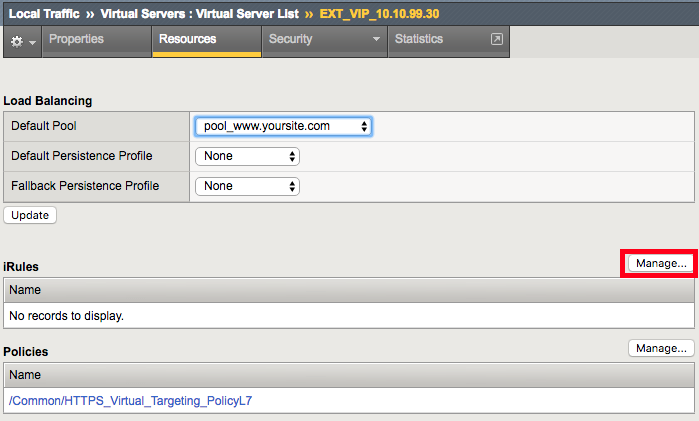 Local Traffic ›› Virtual Servers : Virtual Server List ›› EXT_VIP_10.10.99.30
Properties Resources Security Statistics
Load Balancing
Default Pool pool_www.yoursite.com
Default Persistence Profile None
Fallback Persistence Profile None
Update
iRules Manage...
Name
No records to display.
Policies Manage...
Name
/Common/HTTPS_Virtual_Targeting_PolicyL7